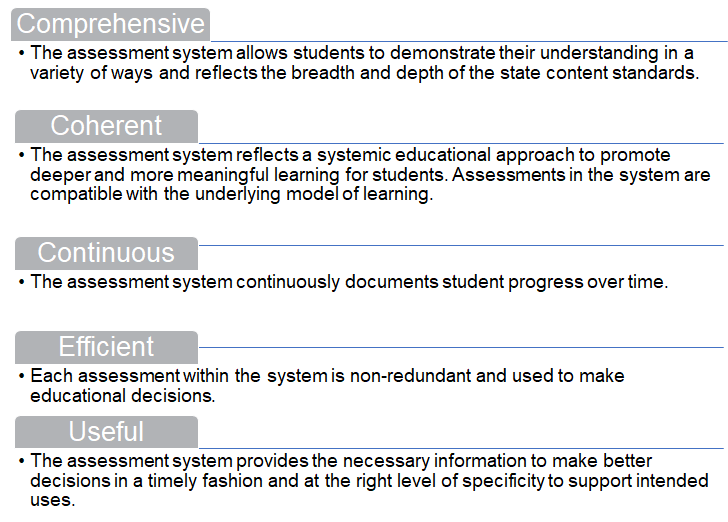 Comprehensive
• The assessment system allows students to demonstrate their understanding in a
variety of ways and reflects the breadth and depth of the state content standards.
Coherent
• The assessment system reflects a systemic educational approach to promote
deeper and more meaningful learning for students. Assessments in the system are
compatible with the underlying model of learning.
Continuous
• The assessment system continuously documents student progress over time.
Efficient
• Each assessment within the system is non-redundant and used to make
educational decisions.
Useful
• The assessment system provides the necessary information to make better
decisions in a timely fashion and at the right level of specificity to support intended
uses.